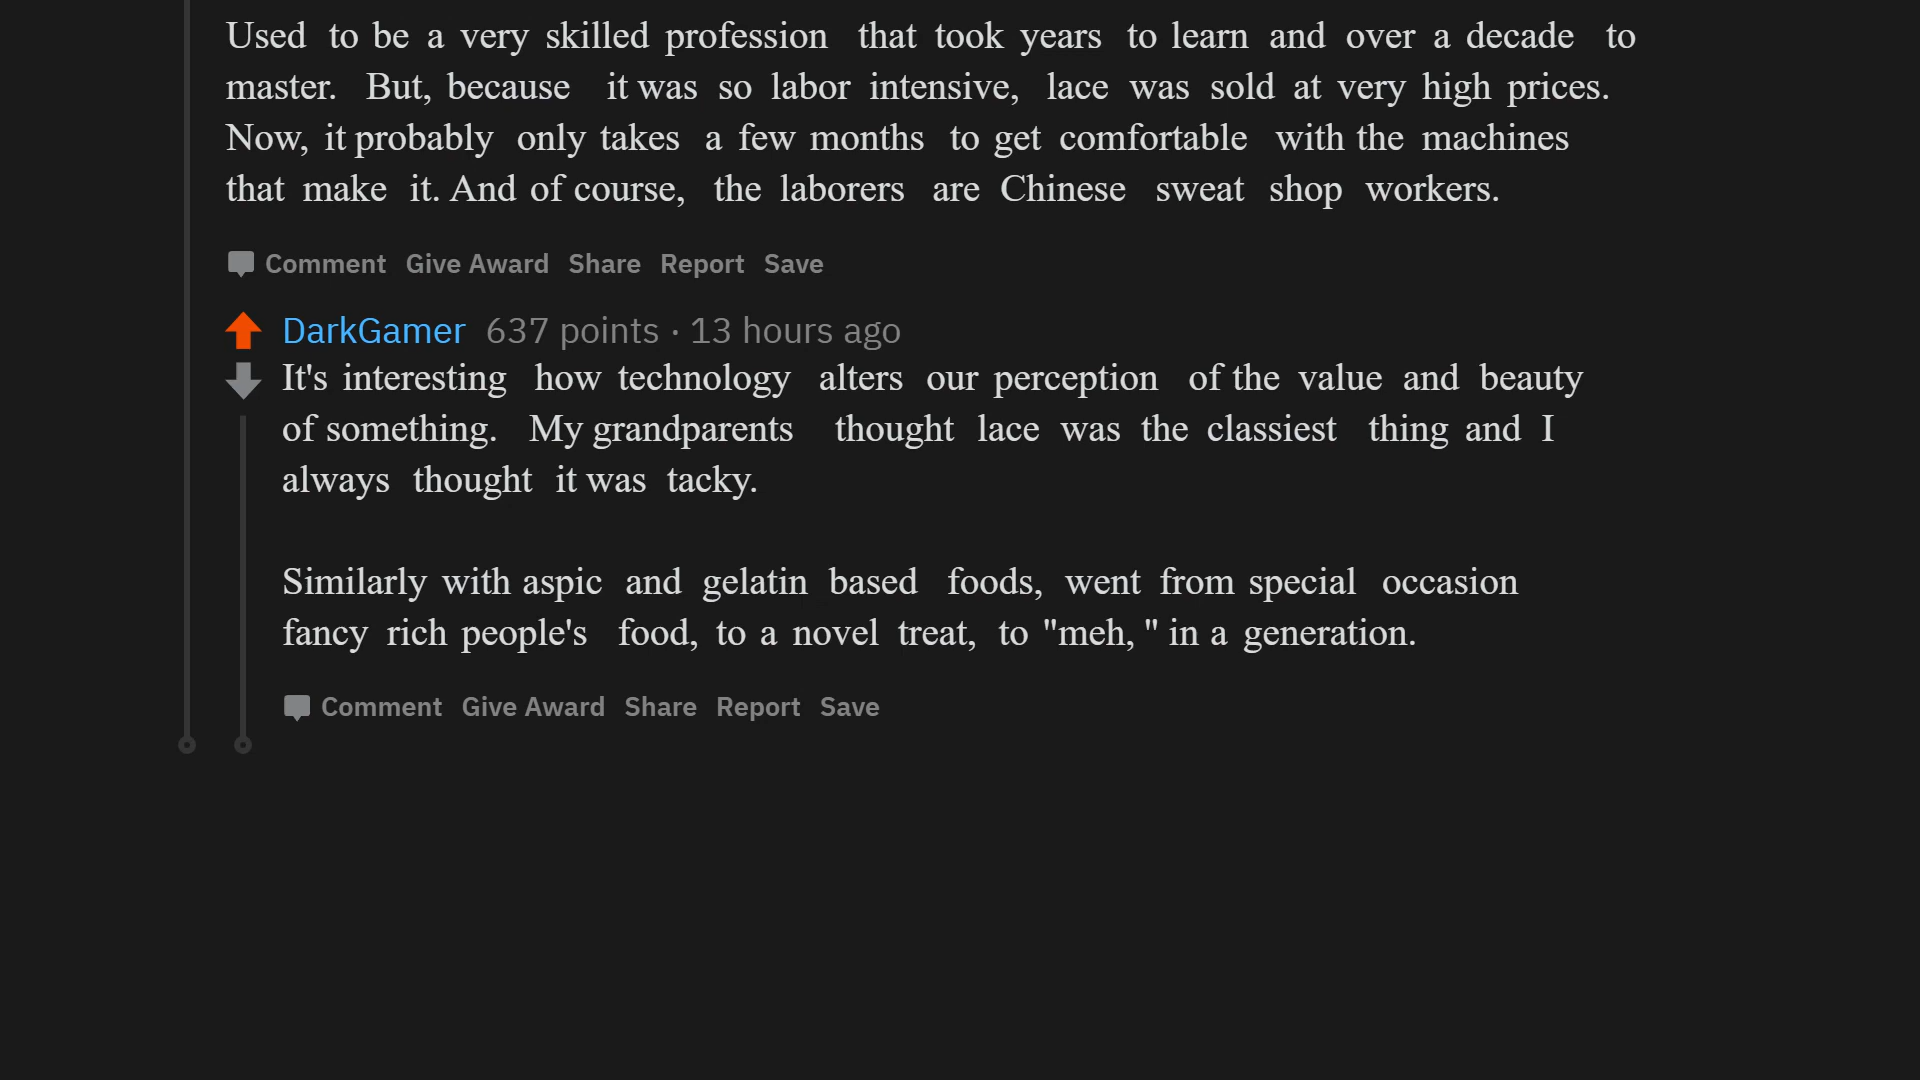 Used to be a very skilled profession that took years to learn and over a decade to
master. But, because it was so labor intensive, lace was sold at very high prices.
Now, it probably only takes a few months to get comfortable with the machines
that make it. And of course, the laborers are Chinese sweat shop workers.
Comment Give Award Share Report Save
DarkGamer 637 points · 13 hours ago
It's interesting how technology alters our perception of the value and beauty
of something. My grandparents thought lace was the classiest thing and I
always thought it was tacky.
Similarly with aspic and gelatin based foods, went from special occasion
fancy rich people's food, to a novel treat, to "meh, " in a generation.
Comment Give Award Share Report Save